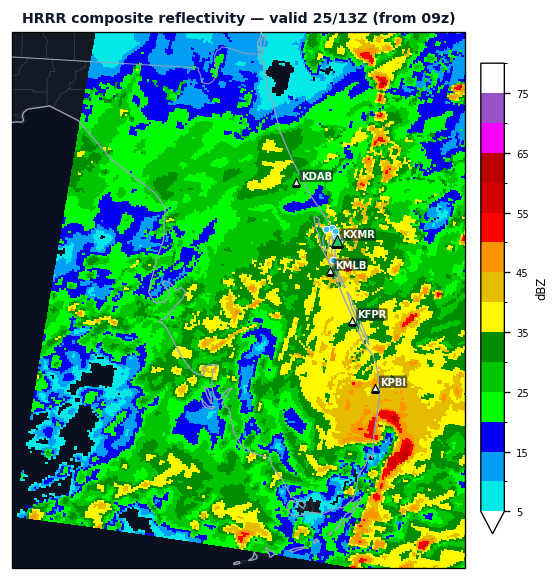 HRRR composite reflectivity — valid 25/13Z (from 09z)
75
65
55
45
35
25
15
5
dBZ
KDAB
KXMR
KMLB
KFPR
KPBI